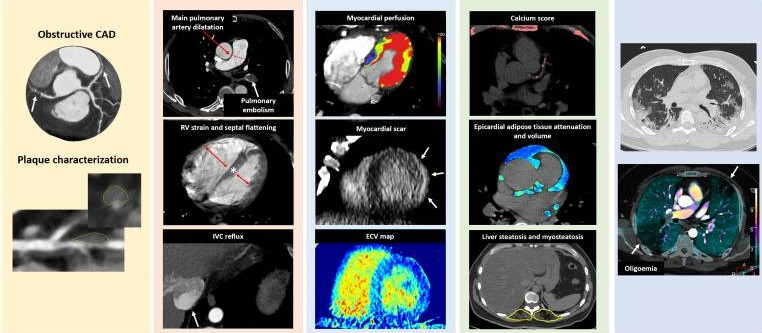 Obstructive CAD
Plaque characterization
Main pulmonary
artery dilatation
Pulmonary
embolism
RV strain and septal flattening
*
IVC reflux
Myocardial perfusion
100
Myocardial scar
ECV map
Calcium score
Epicardial adipose tissue attenuation
and volume
Liver steatosis and myosteatosis
Oligoemia